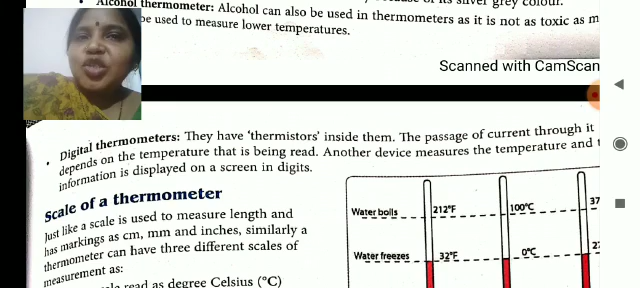 Alcohol thermometer: Alcohol can also be used in thermometers as it is not as toxic as m
be used to measure lower temperatures.
Scanned with CamScan
• Digital thermometers: They have 'thermistors' inside them. The passage of current through it
depends on the temperature that is being read. Another device measures the temperature and t
information is displayed on a screen in digits.
Scale of a thermometer
Just like a scale is used to measure length and
has markings as cm, mm and inches, similarly a
thermometer can have three different scales of
measurement as:
read as degree Celsius (°C)
Water boils 212°F 100°C 37
Water freezes 32°F 0°C 27